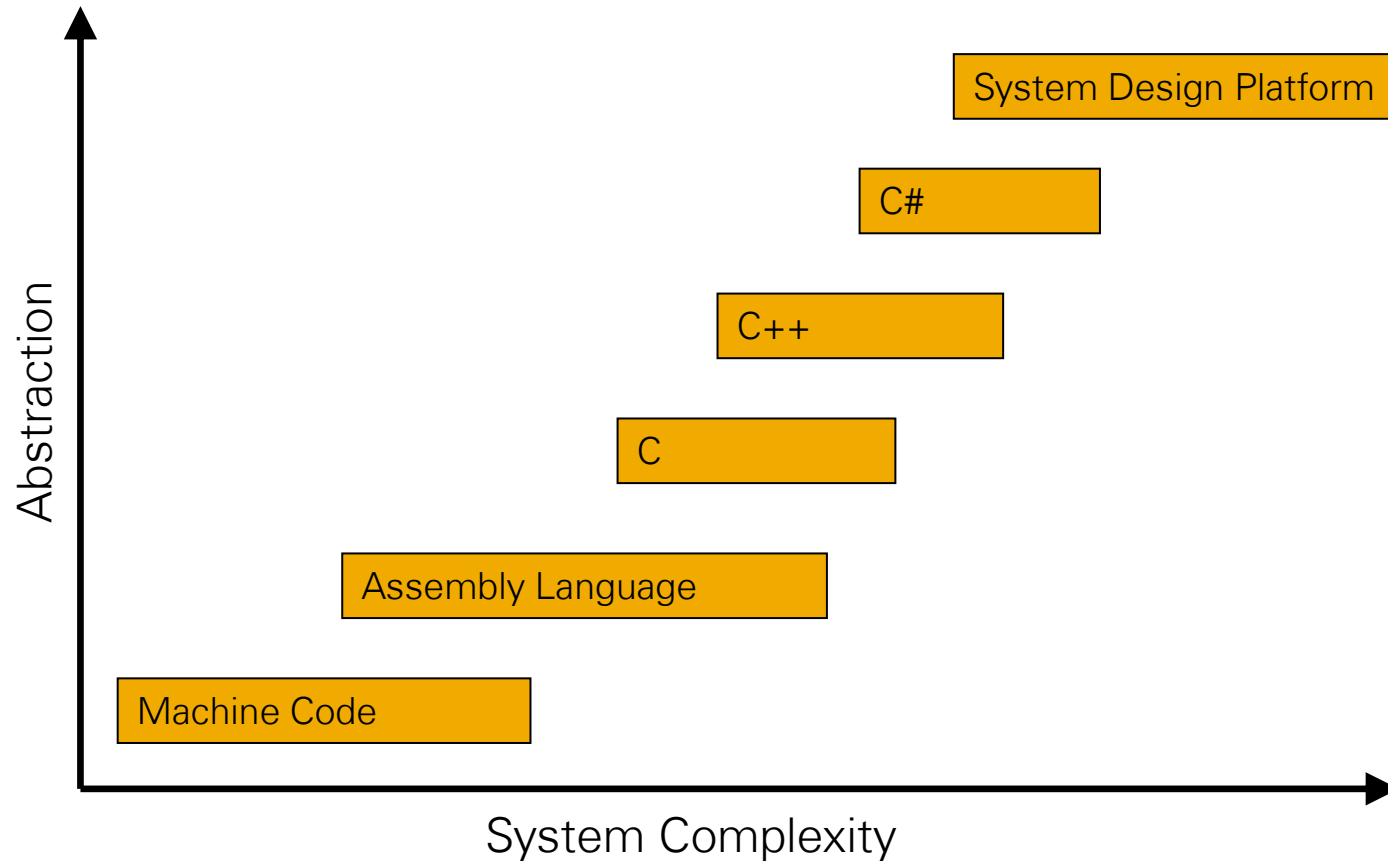 System Design Platform
C#
C++
C
Assembly Language
Machine Code
Abstraction
System Complexity